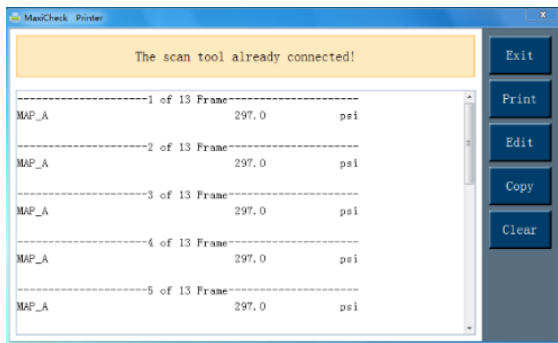 MaxiCheck Printer
X
The scan tool already connected!
Exit
Print
Edit
Copy
Clear
---------------------1 of 13 Frame---------------------
MAP_A 297.0 psi
---------------------2 of 13 Frame---------------------
MAP_A 297.0 psi
---------------------3 of 13 Frame---------------------
MAP_A 297.0 psi
---------------------4 of 13 Frame---------------------
MAP_A 297.0 psi
---------------------5 of 13 Frame---------------------
MAP_A 297.0 psi